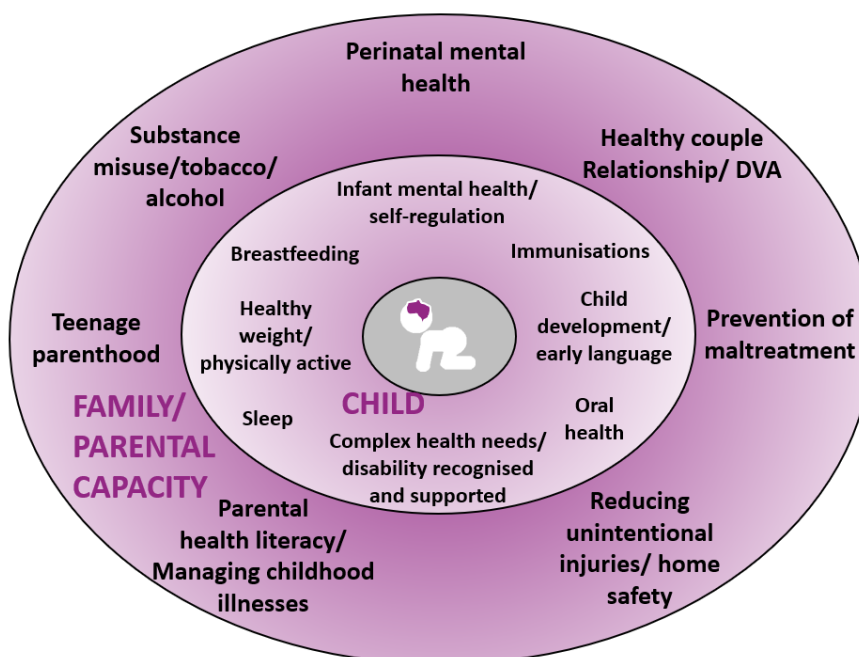 Perinatal mental
health
Substance
misuse/tobacco/
alcohol
Healthy couple
Relationship/ DVA
Infant mental health/
self-regulation
Breastfeeding
Immunisations
Healthy
weight/
physically active
Child
development/
early language
Teenage
parenthood
Prevention of
maltreatment
FAMILY/
PARENTAL
CAPACITY
CHILD
Sleep
Oral
health
Complex health needs/
disability recognised
and supported
Parental
health literacy/
Managing childhood
illnesses
Reducing
unintentional
injuries/ home
safety